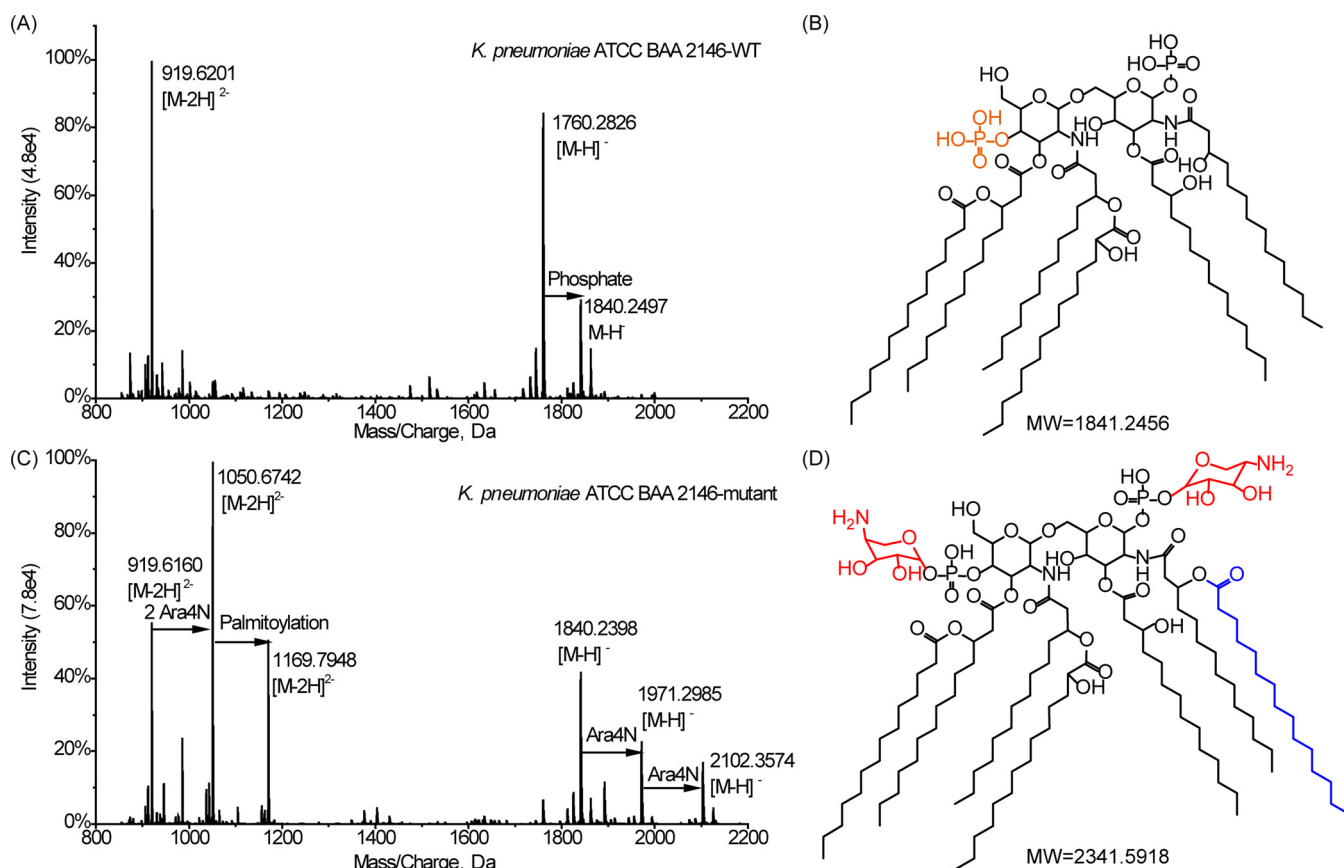 (A)
K. pneumoniae ATCC BAA 2146-WT
100%
80%
60%
40%
20%
0%
Intensity (4.8e4)
919.6201
[M-2H] 2-
1760.2826
[M-H] -
Phosphate
1840.2497
M-H-
800 1000 1200 1400 1600 1800 2000 2200
Mass/Charge, Da
(B)
HO O
HO-P=O
O
HO
O O O O
OH
HO-P-O
O
HO NH
O
O
O
N
H
HO
O
O
O
O
O
O
OH
OH
MW=1841.2456
(C)
K. pneumoniae ATCC BAA 2146-mutant
100%
80%
60%
40%
20%
0%
Intensity (7.8e4)
1050.6742
[M-2H]2-
919.6160
[M-2H]2-
2 Ara4N
Palmitoylation
1169.7948
[M-2H]2-
1840.2398
[M-H] -
Ara4N
1971.2985
[M-H] -
Ara4N
2102.3574
[M-H] -
800 1000 1200 1400 1600 1800 2000 2200
Mass/Charge, Da
(D)
O NH2
HO OH
HO
O=P-O
O
H2N
O
HO OH
OH
O-P-O
O
HO
O O O O
HO NH
O
O
N
H
O
O
O
O
O
O
OH
O
O
OH
MW=2341.5918